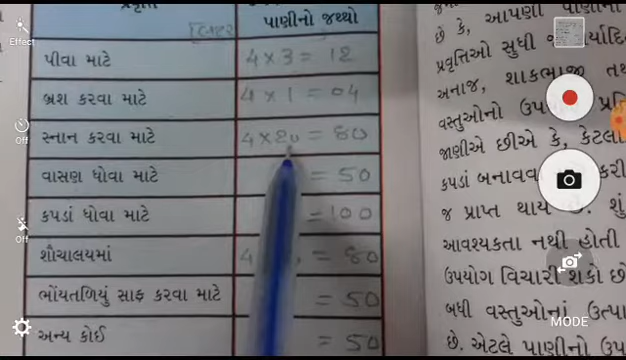 પાણીનો જથ્થો
પીવા માટે 4 × 3 = 12
બ્રશ કરવા માટે 4 × 1 = 04
સ્નાન કરવા માટે 4 × 20 = 80
વાસણ ધોવા માટે = 50
કપડાં ધોવા માટે = 100
શૌચાલયમાં 4 = 80
ભોંયતળિયું સાફ કરવા માટે = 50
અન્ય કોઈ = 50
છે કે, આપણી
પ્રવૃત્તિઓ સુધી
અનાજ, શાકભાજી
વસ્તુઓનો
જાણીએ છીએ કે, કેટલા
કપડાં બનાવવ કરી
જ પ્રાપ્ત થાય
આવશ્યકતા નથી હોતી
ઉપયોગ વિચારી શકો છો
બધી વસ્તુઓનાં ઉત્પા
છે. એટલે પાણીનો ઉપ
Effect
Off
Off
MODE